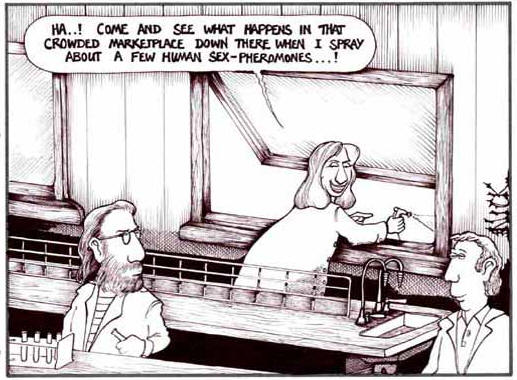 HA..! COME AND SEE WHAT HAPPENS IN THAT
CROWDED MARKETPLACE DOWN THERE WHEN I SPRAY
ABOUT A FEW HUMAN SEX-PHEROMONES...!